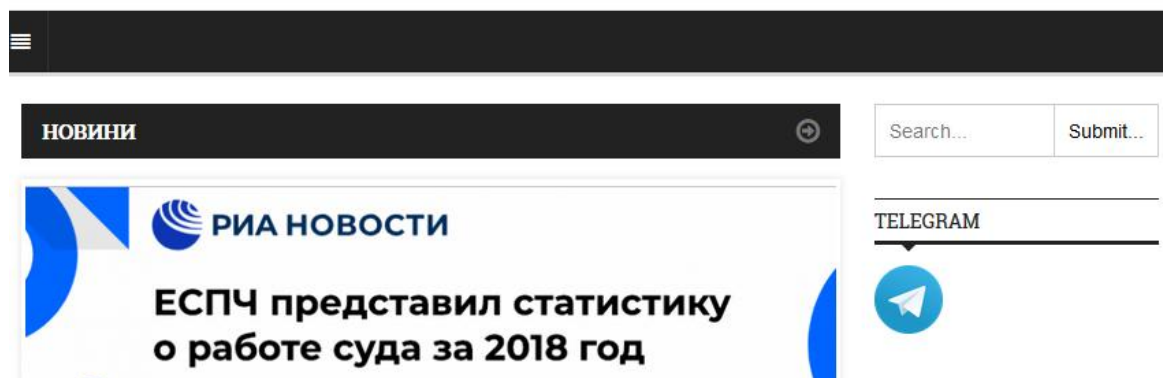 НОВИНИ
Search...
Submit...
РИА НОВОСТИ
ЕСПЧ представил статистику
о работе суда за 2018 год
TELEGRAM